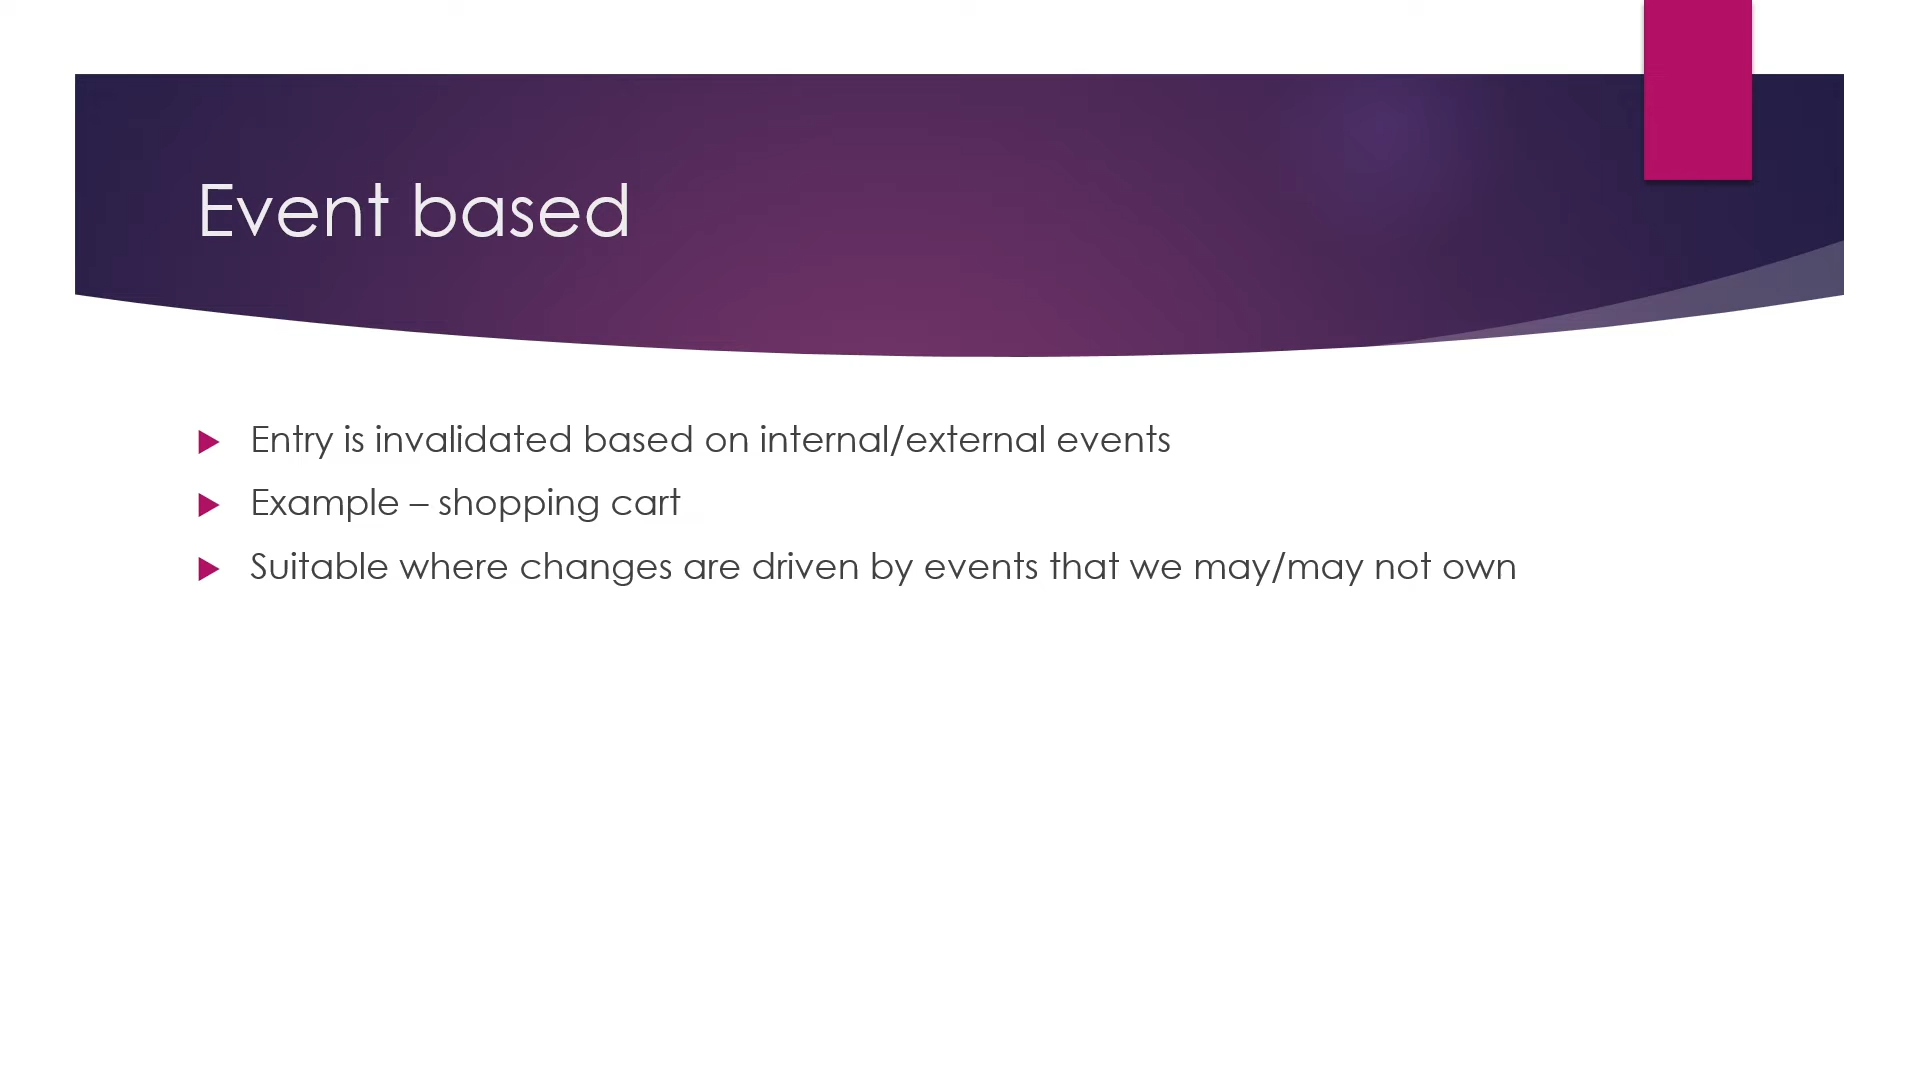 Event based
Entry is invalidated based on internal/external events
Example – shopping cart
Suitable where changes are driven by events that we may/may not own